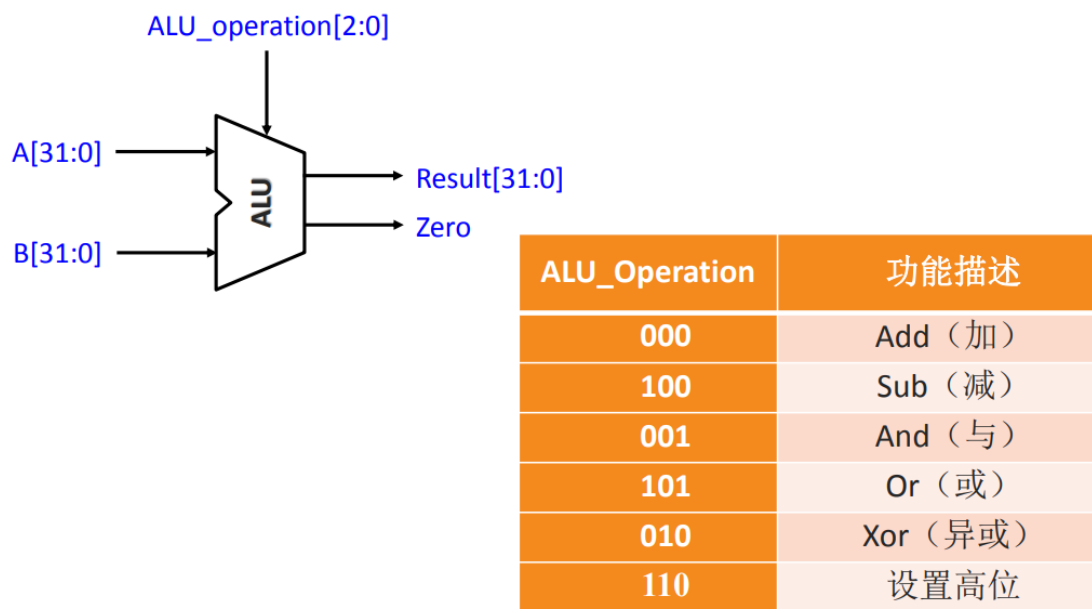 ALU_operation[2:0]
A[31:0]
ALU
Result[31:0]
Zero
B[31:0]
ALU_Operation 功能描述
000 Add（加）
100 Sub（减）
001 And（与）
101 Or（或）
010 Xor（异或）
110 设置高位